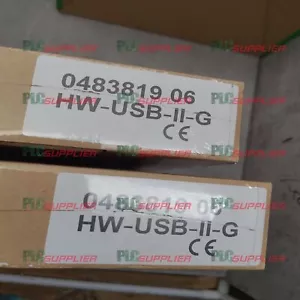 0483819 06
HW-USB-II-G
CE
HW-USB-II-G
CE
PLC SUPPLIER